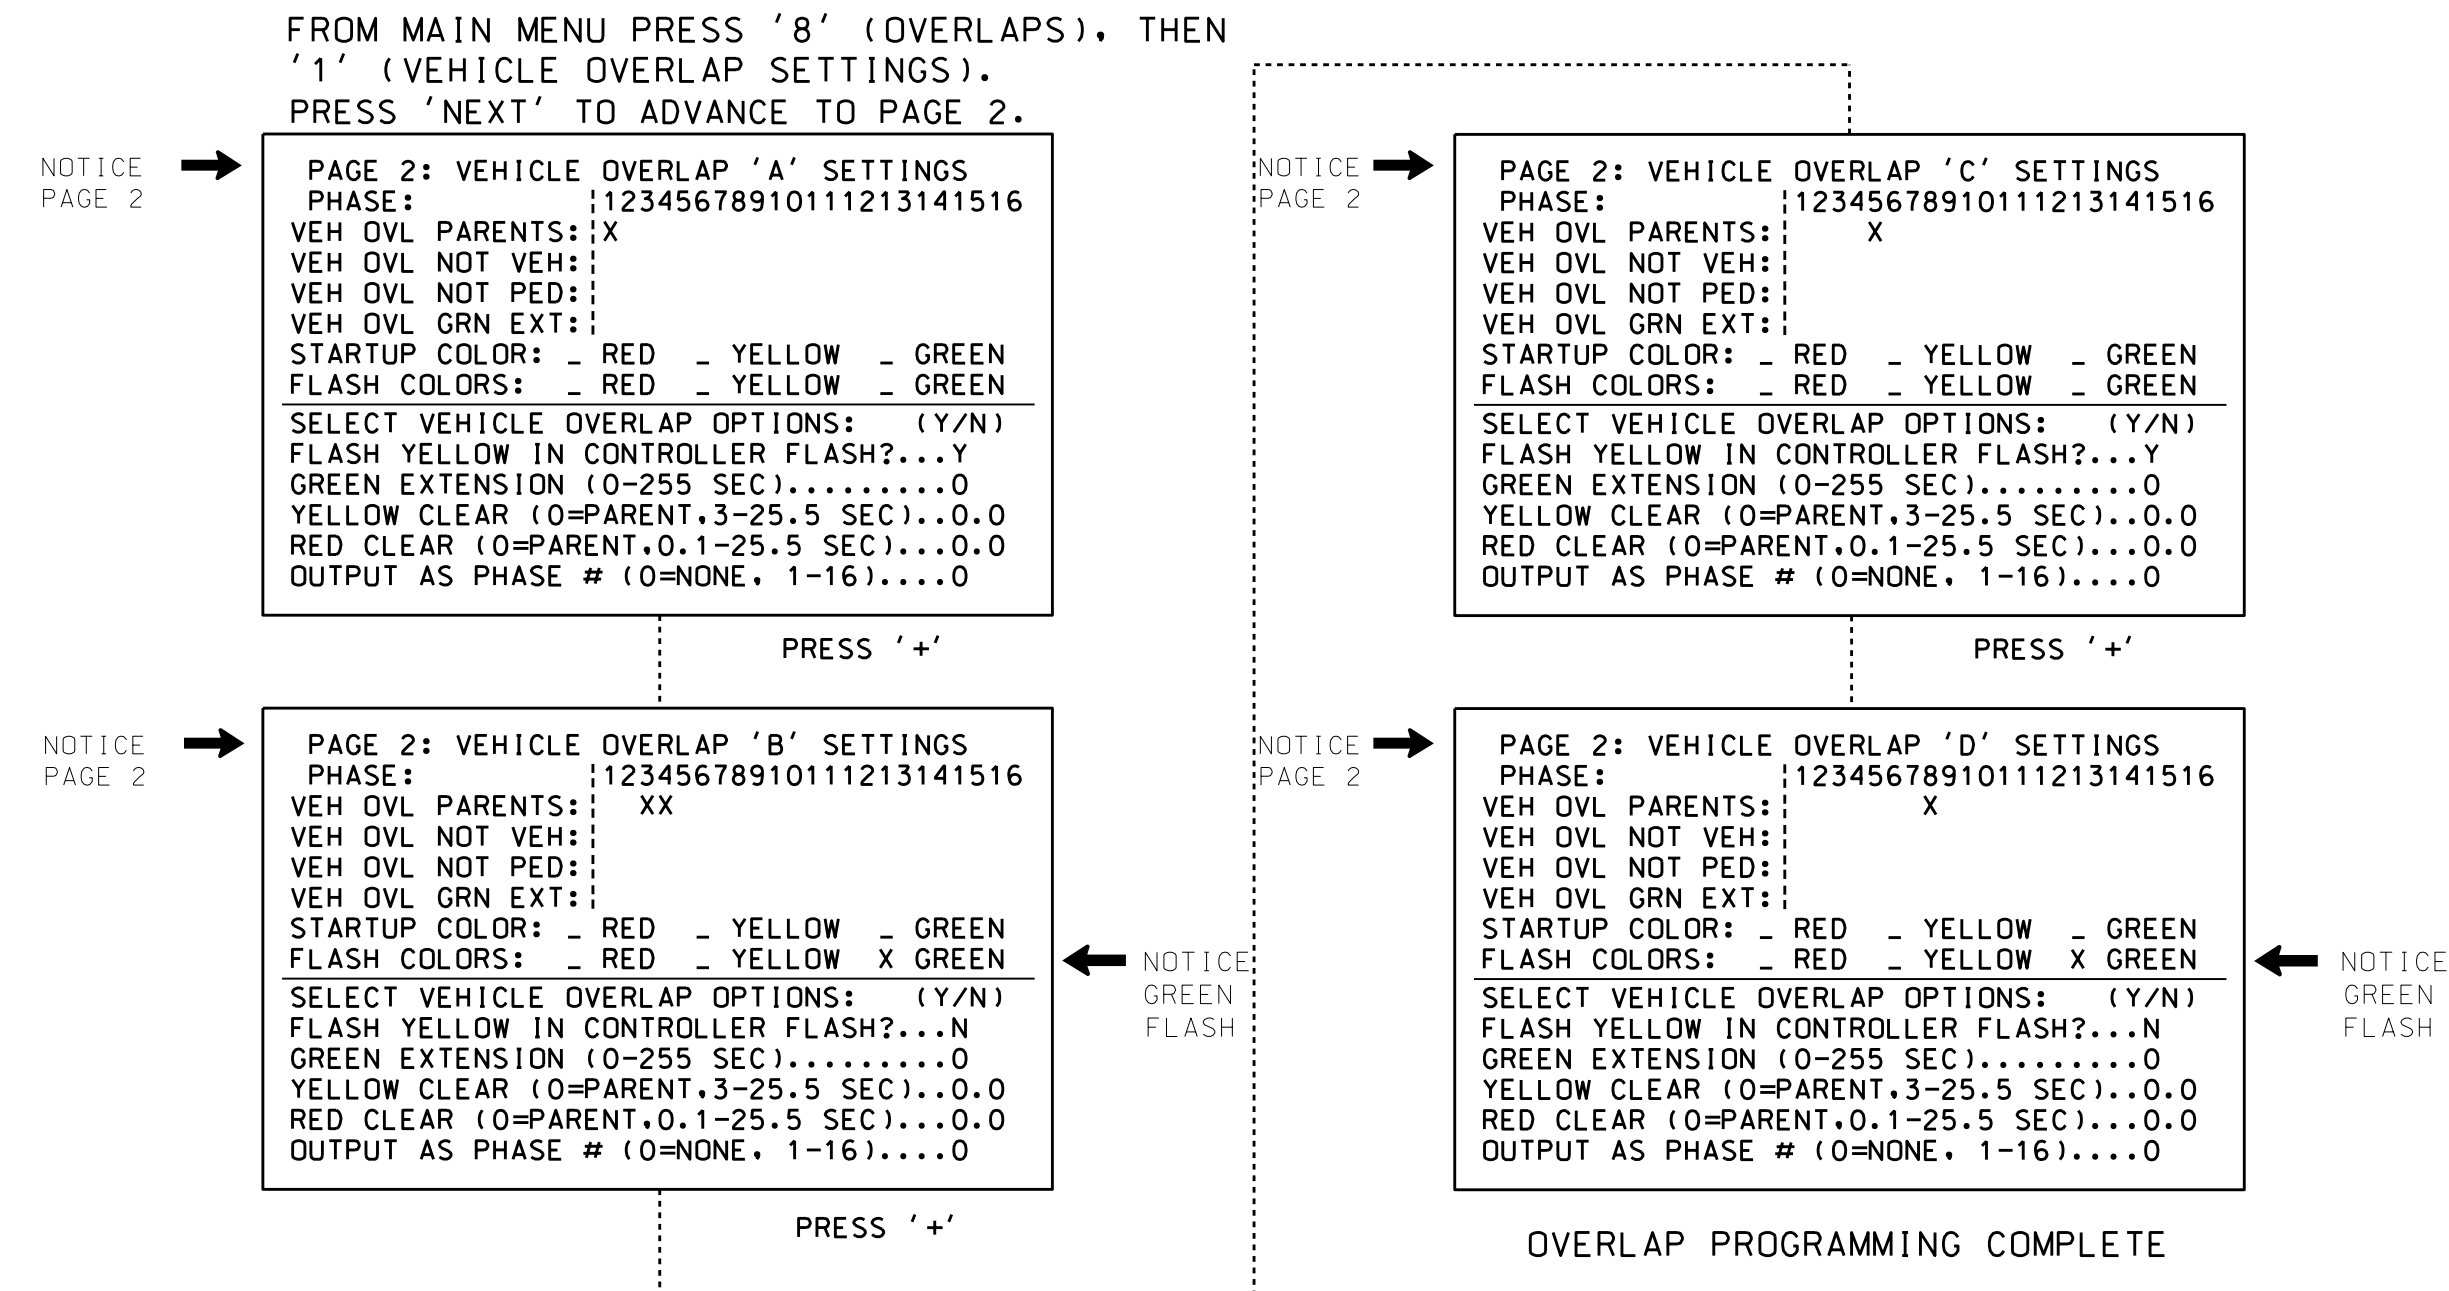 FROM MAIN MENU PRESS '8' (OVERLAPS), THEN
'1' (VEHICLE OVERLAP SETTINGS).
PRESS 'NEXT' TO ADVANCE TO PAGE 2.
NOTICE
PAGE 2
PAGE 2: VEHICLE OVERLAP 'A' SETTINGS
PHASE: 12345678910111213141516
VEH OVL PARENTS: X
VEH OVL NOT VEH:
VEH OVL NOT PED:
VEH OVL GRN EXT:
STARTUP COLOR: _ RED _ YELLOW _ GREEN
FLASH COLORS: _ RED _ YELLOW _ GREEN
SELECT VEHICLE OVERLAP OPTIONS: (Y/N)
FLASH YELLOW IN CONTROLLER FLASH?...Y
GREEN EXTENSION (0-255 SEC).........0
YELLOW CLEAR (0=PARENT,3-25.5 SEC)..0.0
RED CLEAR (0=PARENT,0.1-25.5 SEC)...0.0
OUTPUT AS PHASE # (0=NONE, 1-16)....0
PRESS '+'
NOTICE
PAGE 2
PAGE 2: VEHICLE OVERLAP 'B' SETTINGS
PHASE: 12345678910111213141516
VEH OVL PARENTS: XX
VEH OVL NOT VEH:
VEH OVL NOT PED:
VEH OVL GRN EXT:
STARTUP COLOR: _ RED _ YELLOW _ GREEN
FLASH COLORS: _ RED _ YELLOW X GREEN
NOTICE
GREEN
FLASH
SELECT VEHICLE OVERLAP OPTIONS: (Y/N)
FLASH YELLOW IN CONTROLLER FLASH?...N
GREEN EXTENSION (0-255 SEC).........0
YELLOW CLEAR (0=PARENT,3-25.5 SEC)..0.0
RED CLEAR (0=PARENT,0.1-25.5 SEC)...0.0
OUTPUT AS PHASE # (0=NONE, 1-16)....0
PRESS '+'
NOTICE
PAGE 2
PAGE 2: VEHICLE OVERLAP 'C' SETTINGS
PHASE: 12345678910111213141516
VEH OVL PARENTS: X
VEH OVL NOT VEH:
VEH OVL NOT PED:
VEH OVL GRN EXT:
STARTUP COLOR: _ RED _ YELLOW _ GREEN
FLASH COLORS: _ RED _ YELLOW _ GREEN
SELECT VEHICLE OVERLAP OPTIONS: (Y/N)
FLASH YELLOW IN CONTROLLER FLASH?...Y
GREEN EXTENSION (0-255 SEC).........0
YELLOW CLEAR (0=PARENT,3-25.5 SEC)..0.0
RED CLEAR (0=PARENT,0.1-25.5 SEC)...0.0
OUTPUT AS PHASE # (0=NONE, 1-16)....0
PRESS '+'
NOTICE
PAGE 2
PAGE 2: VEHICLE OVERLAP 'D' SETTINGS
PHASE: 12345678910111213141516
VEH OVL PARENTS: X
VEH OVL NOT VEH:
VEH OVL NOT PED:
VEH OVL GRN EXT:
STARTUP COLOR: _ RED _ YELLOW _ GREEN
FLASH COLORS: _ RED _ YELLOW X GREEN
NOTICE
GREEN
FLASH
SELECT VEHICLE OVERLAP OPTIONS: (Y/N)
FLASH YELLOW IN CONTROLLER FLASH?...N
GREEN EXTENSION (0-255 SEC).........0
YELLOW CLEAR (0=PARENT,3-25.5 SEC)..0.0
RED CLEAR (0=PARENT,0.1-25.5 SEC)...0.0
OUTPUT AS PHASE # (0=NONE, 1-16)....0
OVERLAP PROGRAMMING COMPLETE